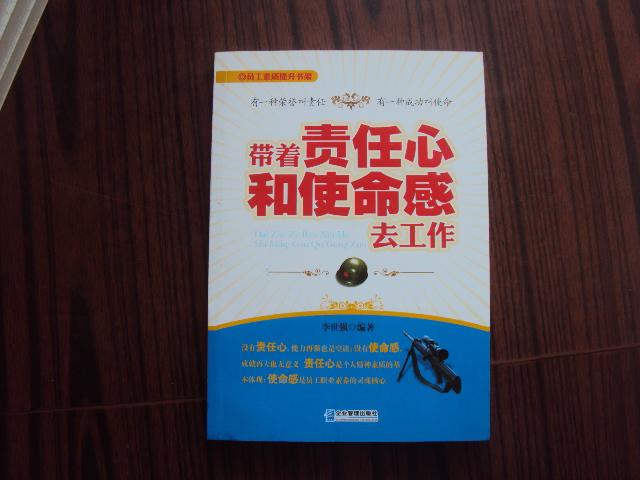 员工素质提升书架
有一种荣誉叫责任 有一种成功叫使命
带着责任心
和使命感
去工作
Dai Zhe Ze Ren Xin He
Shi Ming Gan Qu Gong Zuo
李世强◎编著
没有责任心，能力再强也是空谈；没有使命感，
成就再大也无意义。责任心是个人精神素质的基
本体现；使命感是员工职业素养的灵魂核心。
企业管理出版社